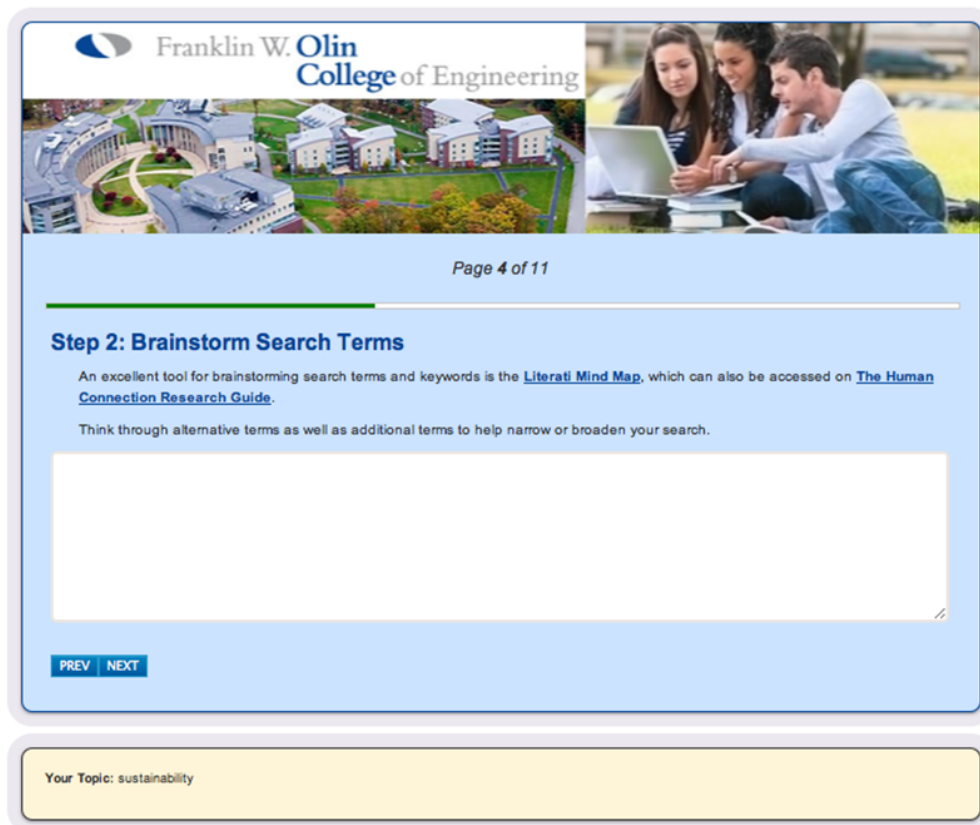 Franklin W. Olin
College of Engineering
Page 4 of 11
Step 2: Brainstorm Search Terms
An excellent tool for brainstorming search terms and keywords is the Literati Mind Map, which can also be accessed on The Human
Connection Research Guide.
Think through alternative terms as well as additional terms to help narrow or broaden your search.
PREV NEXT
Your Topic: sustainability